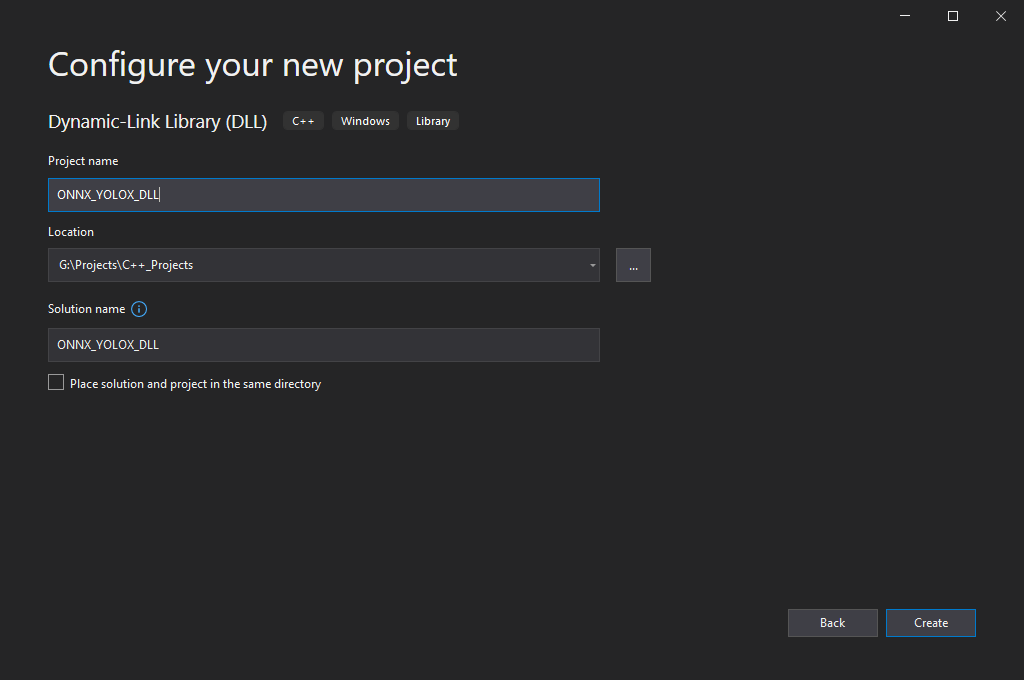 Configure your new project
Dynamic-Link Library (DLL) C++ Windows Library
Project name
ONNX_YOLOX_DLL
Location
G:\Projects\C++_Projects
...
Solution name
ONNX_YOLOX_DLL
Place solution and project in the same directory
Back Create